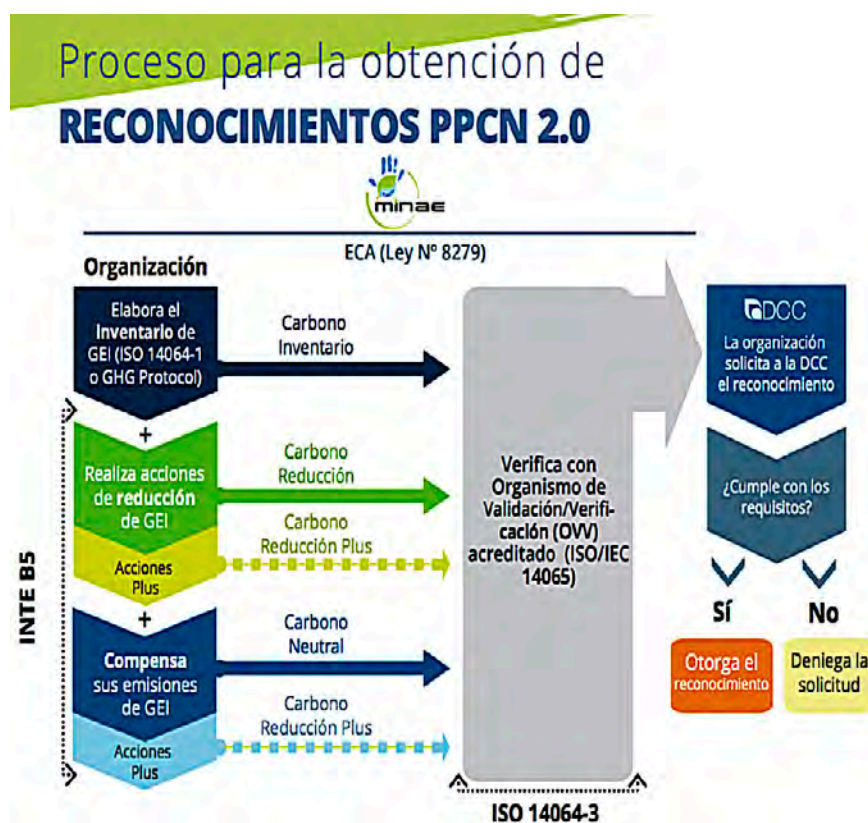 Proceso para la obtención de
RECONOCIMIENTOS PPCN 2.0
minae
ECA (Ley Nº 8279)
Organización
Elabora el
Inventario de
GEI (ISO 14064-1
o GHG Protocol)
Carbono
Inventario
+
Realiza acciones
de reducción
de GEI
Carbono
Reducción
Acciones
Plus
Carbono
Reducción Plus
+
Compensa
sus emisiones
de GEI
Carbono
Neutral
Acciones
Plus
Carbono
Reducción Plus
INTE B5
Verifica con
Organismo de
Validación/Verifi-
cación (OVV)
acreditado (ISO/IEC
14065)
ISO 14064-3
DCC
La organización
solicita a la DCC
el reconocimiento
¿Cumple con los
requisitos?
Sí
No
Otorga el
reconocimiento
Deniega la
solicitud